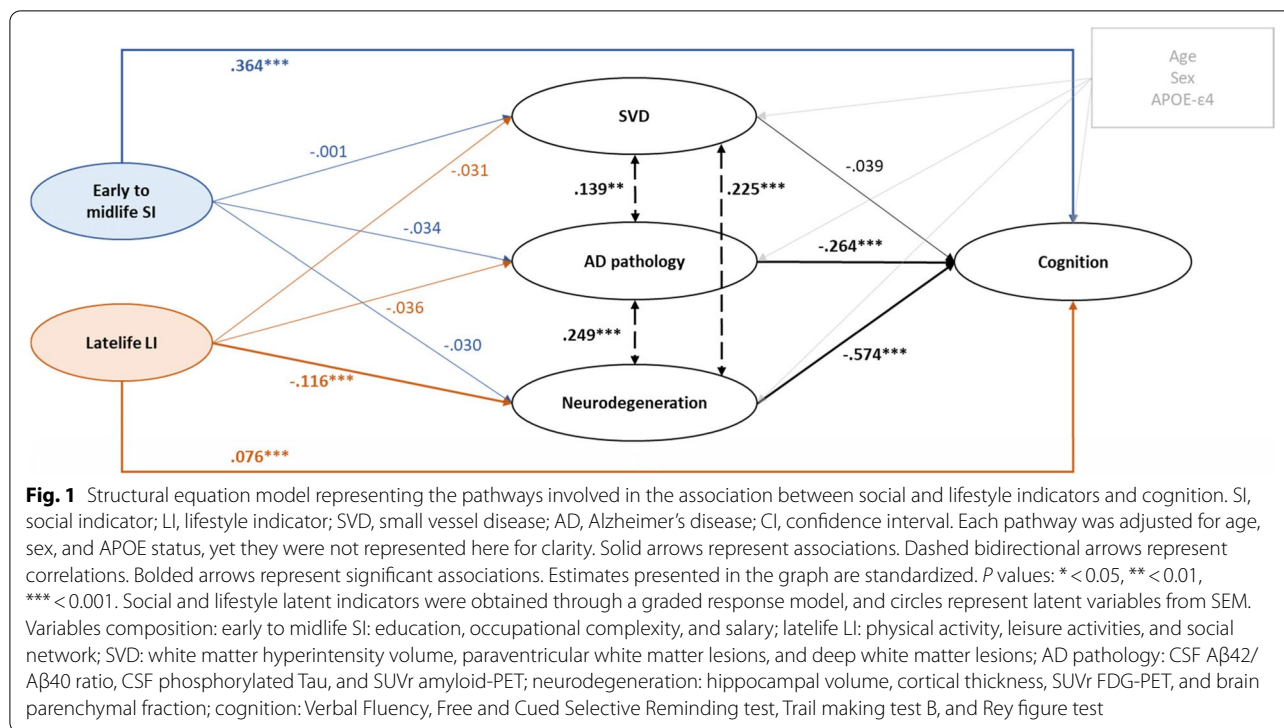 .364***
Age
Sex
APOE-ε4
SVD
-.001
-.031
-.039
Early to
midlife SI
.139**
.225***
-.034
AD pathology
-.264***
Cognition
-.036
Latelife LI
-.030
.249***
-.574***
-.116***
Neurodegeneration
.076***
Fig. 1 Structural equation model representing the pathways involved in the association between social and lifestyle indicators and cognition. SI,
social indicator; LI, lifestyle indicator; SVD, small vessel disease; AD, Alzheimer’s disease; CI, confidence interval. Each pathway was adjusted for age,
sex, and APOE status, yet they were not represented here for clarity. Solid arrows represent associations. Dashed bidirectional arrows represent
correlations. Bolded arrows represent significant associations. Estimates presented in the graph are standardized. P values: * < 0.05, ** < 0.01,
*** < 0.001. Social and lifestyle latent indicators were obtained through a graded response model, and circles represent latent variables from SEM.
Variables composition: early to midlife SI: education, occupational complexity, and salary; latelife LI: physical activity, leisure activities, and social
network; SVD: white matter hyperintensity volume, paraventricular white matter lesions, and deep white matter lesions; AD pathology: CSF Aβ42/
Aβ40 ratio, CSF phosphorylated Tau, and SUVr amyloid-PET; neurodegeneration: hippocampal volume, cortical thickness, SUVr FDG-PET, and brain
parenchymal fraction; cognition: Verbal Fluency, Free and Cued Selective Reminding test, Trail making test B, and Rey figure test